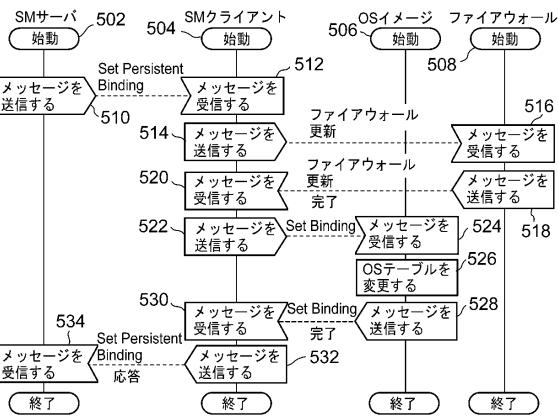 SMサーバ
SMクライアント
OSイメージ
ファイアウォール
始動
502
504
始動
506
始動
508
始動
メッセージを
送信する
510
Set Persistent
Binding
512
メッセージを
受信する
514
メッセージを
送信する
ファイアウォール
更新
516
メッセージを
受信する
520
メッセージを
受信する
ファイアウォール
更新
完了
メッセージを
送信する
518
522
メッセージを
送信する
Set Binding
メッセージを
受信する
524
OSテーブルを
変更する
526
530
メッセージを
受信する
Set Binding
完了
メッセージを
送信する
528
534
メッセージを
受信する
Set Persistent
Binding
応答
メッセージを
送信する
532
終了
終了
終了
終了